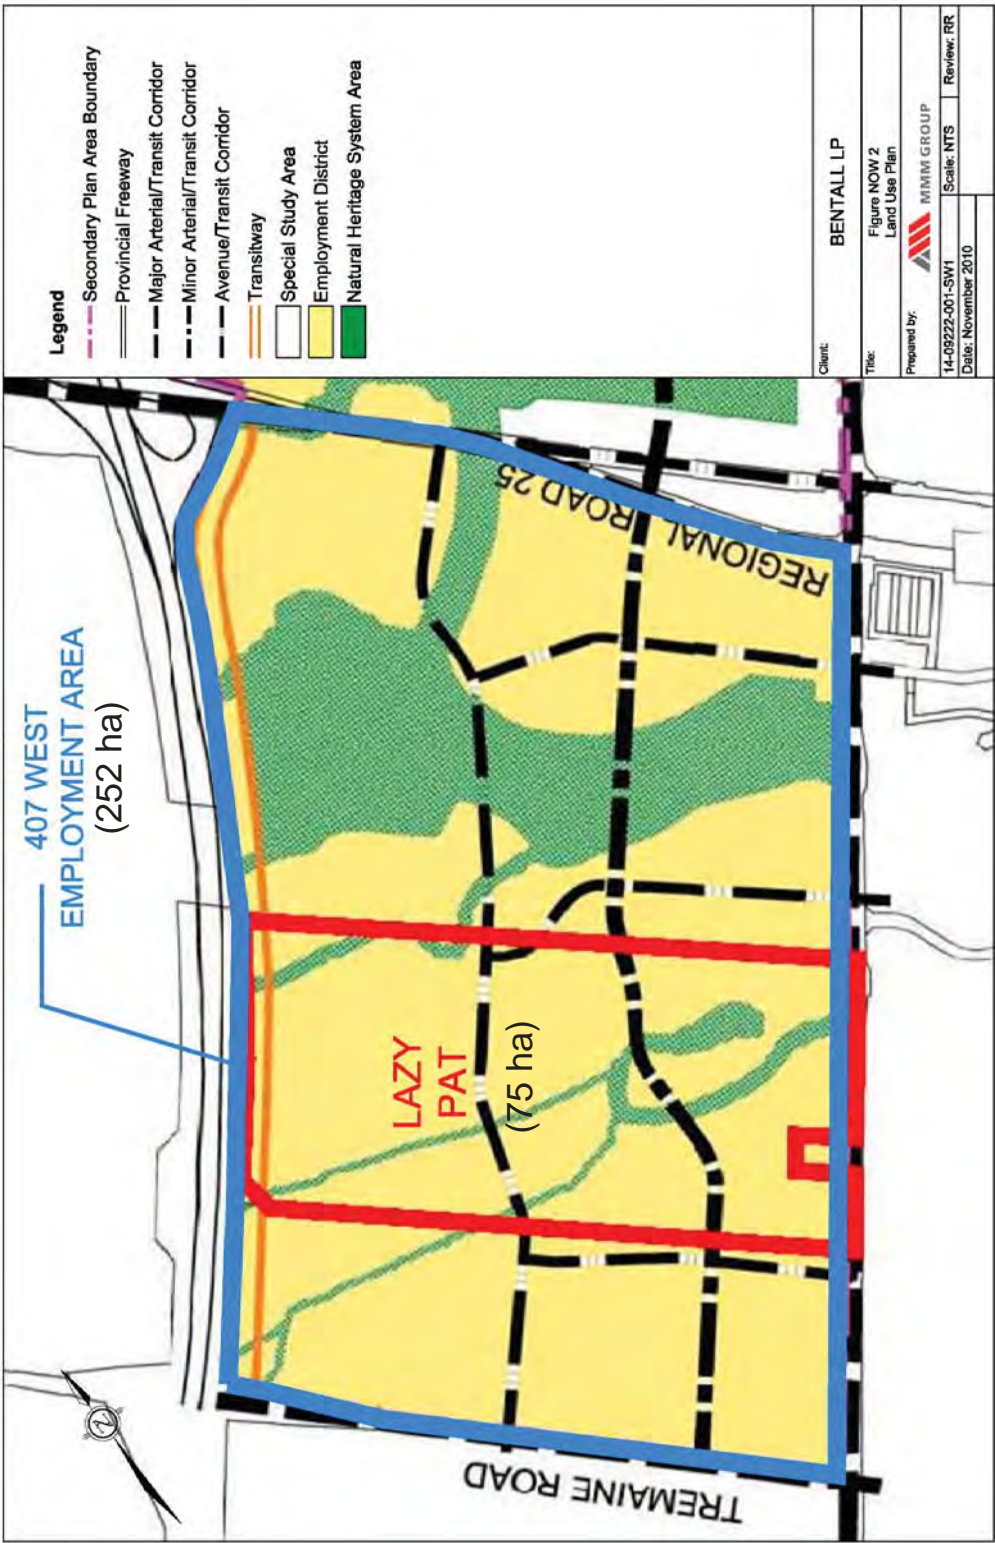 407 WEST
EMPLOYMENT AREA
(252 ha)
LAZY
PAT
(75 ha)
REGIONAL
ROAD 25
TREMAINE ROAD
N
Legend
Secondary Plan Area Boundary
Provincial Freeway
Major Arterial/Transit Corridor
Minor Arterial/Transit Corridor
Avenue/Transit Corridor
Transitway
Special Study Area
Employment District
Natural Heritage System Area
Client:
BENTALL LP
Title:
Figure NOW 2
Land Use Plan
Prepared by:
MMM GROUP
14-09222-001-SW1
Scale: NTS
Review: RR
Date: November 2010